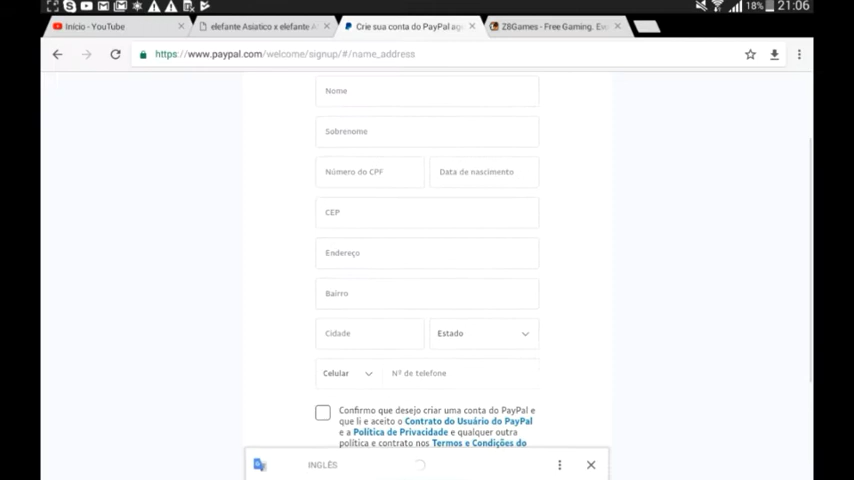 18% 21:06
Início - YouTube
elefante Asiatico x elefante A
Crie sua conta do PayPal ag
Z8Games - Free Gaming. Ev
https://www.paypal.com/welcome/signup/#/name_address
Nome
Sobrenome
Número do CPF
Data de nascimento
CEP
Endereço
Bairro
Cidade
Estado
Celular
Nº de telefone
Confirmo que desejo criar uma conta do PayPal e
que li e aceito o Contrato do Usuário do PayPal
e a Política de Privacidade e qualquer outra
política e contrato nos Termos e Condições do
INGLÊS